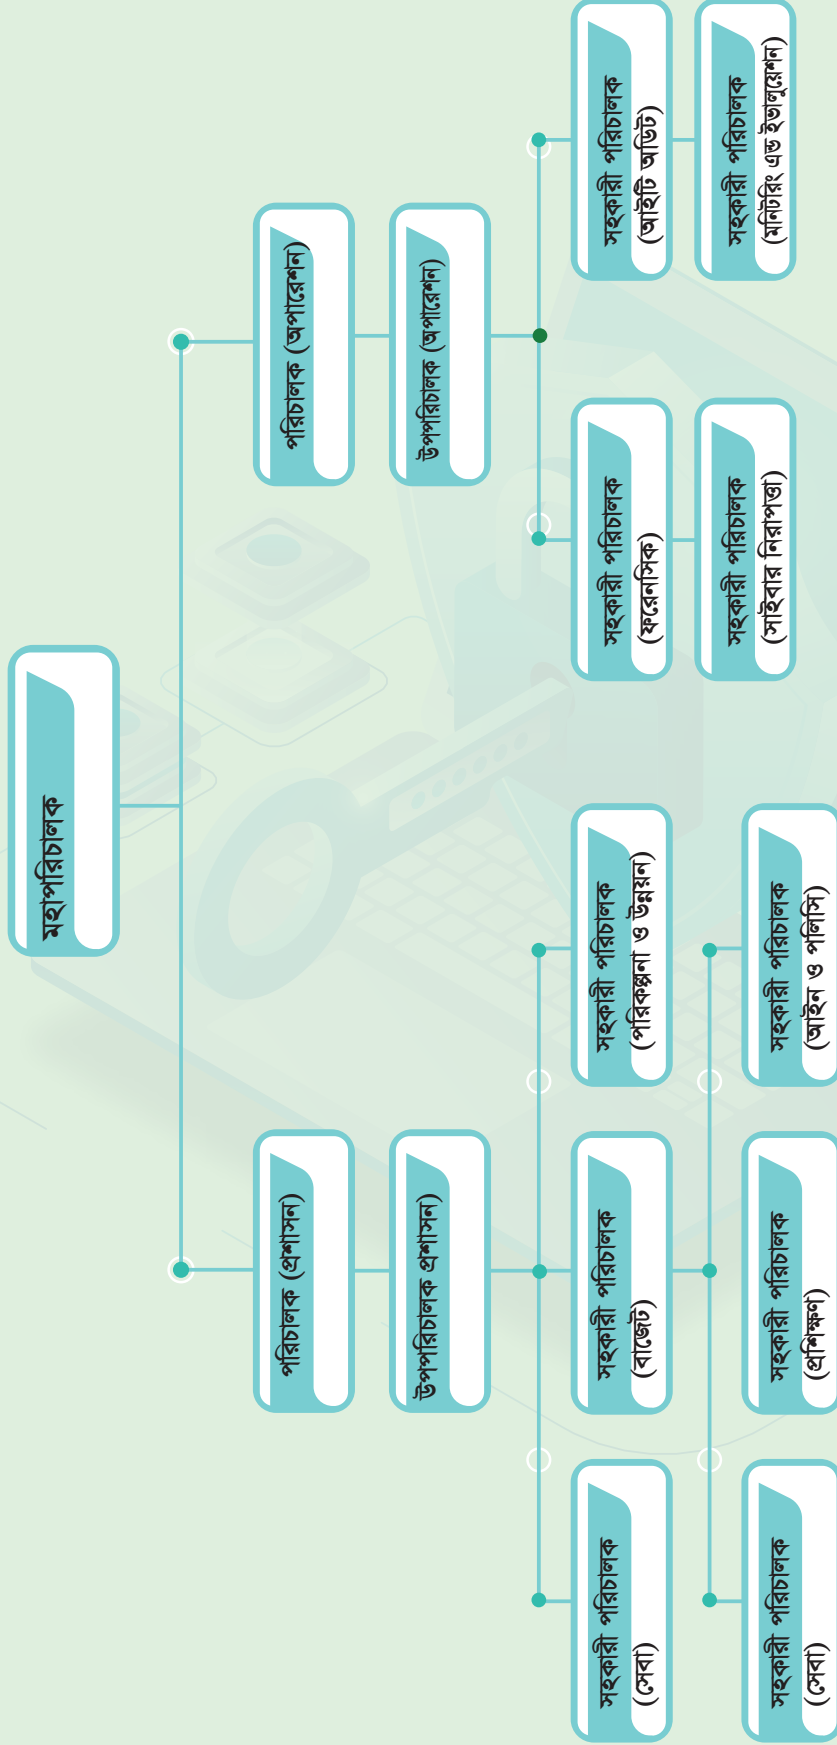 মহাপরিচালক
পরিচালক (প্রশাসন)
পরিচালক (অপারেশন)
উপপরিচালক প্রশাসন)
উপপরিচালক (অপারেশন)
সহকারী পরিচালক
(সেবা)
সহকারী পরিচালক
(বাজেট)
সহকারী পরিচালক
(পরিকল্পনা ও উন্নয়ন)
সহকারী পরিচালক
(ফরেনসিক)
সহকারী পরিচালক
(আইটি অডিট)
সহকারী পরিচালক
(সেবা)
সহকারী পরিচালক
(প্রশিক্ষণ)
সহকারী পরিচালক
(আইন ও পলিসি)
সহকারী পরিচালক
(সাইবার নিরাপত্তা)
সহকারী পরিচালক
(মনিটরিং এন্ড ইভালুয়েশন)